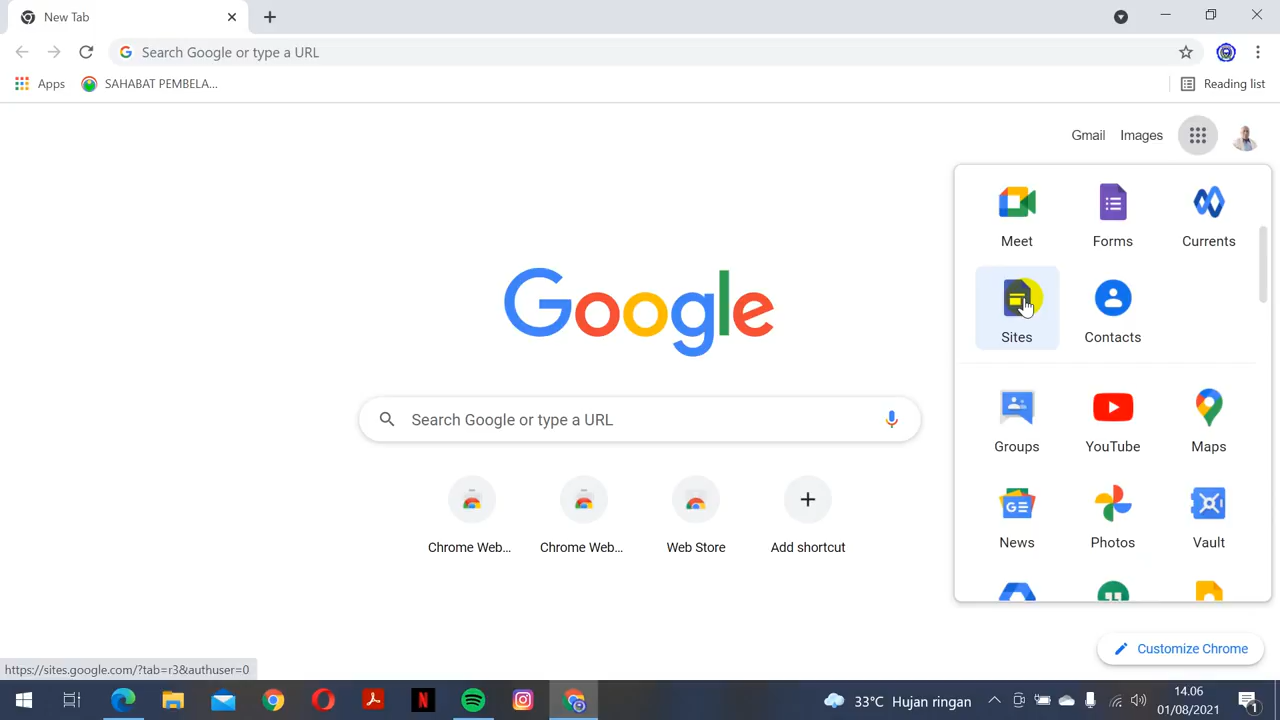 New Tab
Search Google or type a URL
Apps
SAHABAT PEMBELA...
Reading list
Gmail
Images
Meet
Forms
Currents
Sites
Contacts
Google
Search Google or type a URL
Groups
YouTube
Maps
GE
News
Photos
Vault
Chrome Web...
Chrome Web...
Web Store
Add shortcut
Customize Chrome
https://sites.google.com/?tab=r3&authuser=0
33°C Hujan ringan
14.06
01/08/2021
1